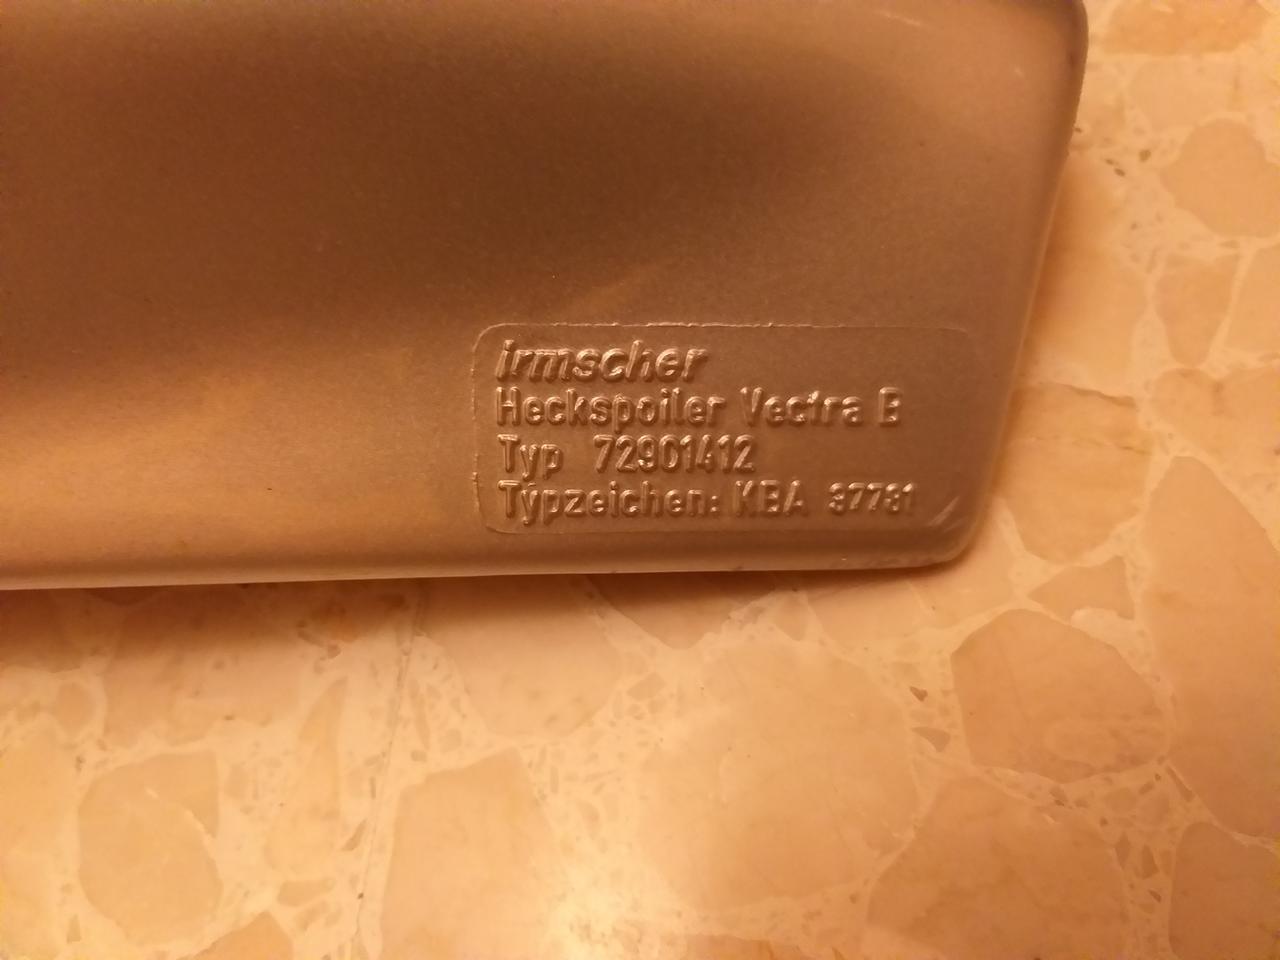 irmscher
Heckspoiler Vectra B
Typ 72901412
Typzeichen: KBA 37781